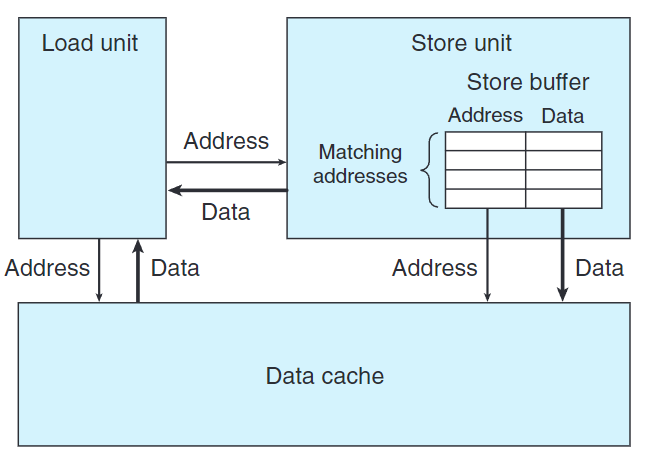 Load unit
Store unit
Store buffer
Address Data
Matching
addresses
Address
Data
Address
Data
Address
Data
Data cache